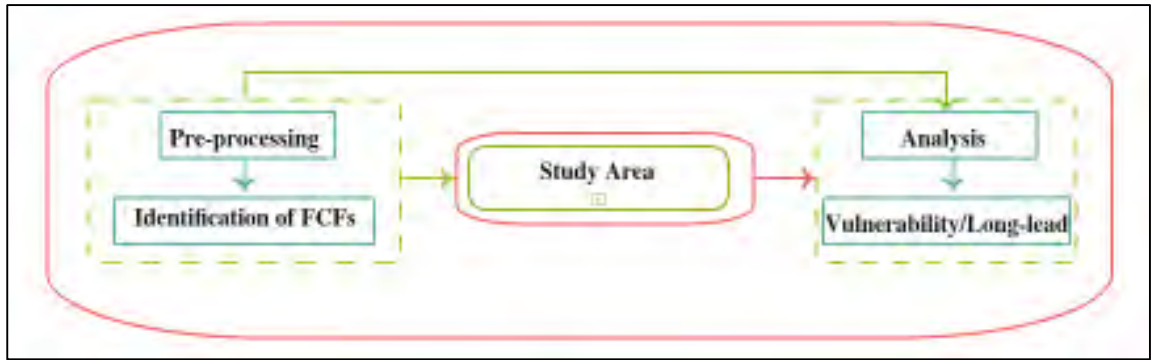 Pre-processing
Identification of FCFs
Study Area
Analysis
Vulnerability/Long-lead